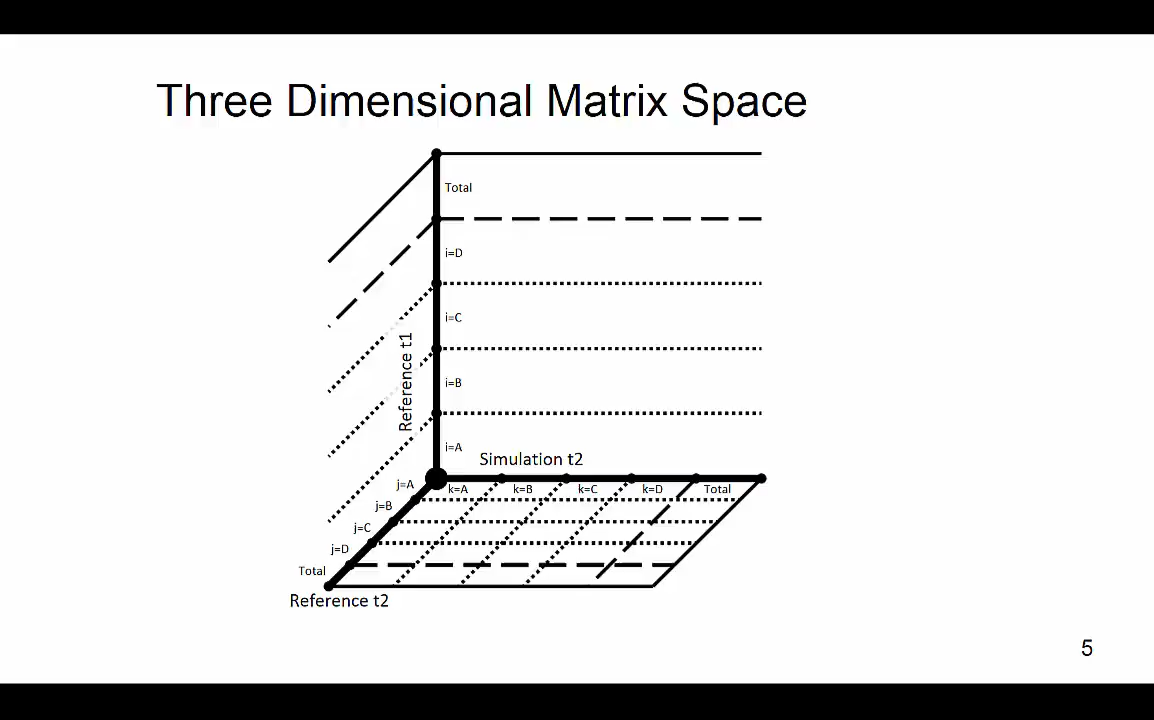 Three Dimensional Matrix Space
Total
i=D
i=C
Reference t1
i=B
i=A
Simulation t2
j=A
k=A
k=B
k=C
k=D
Total
j=B
j=C
j=D
Total
Reference t2
5